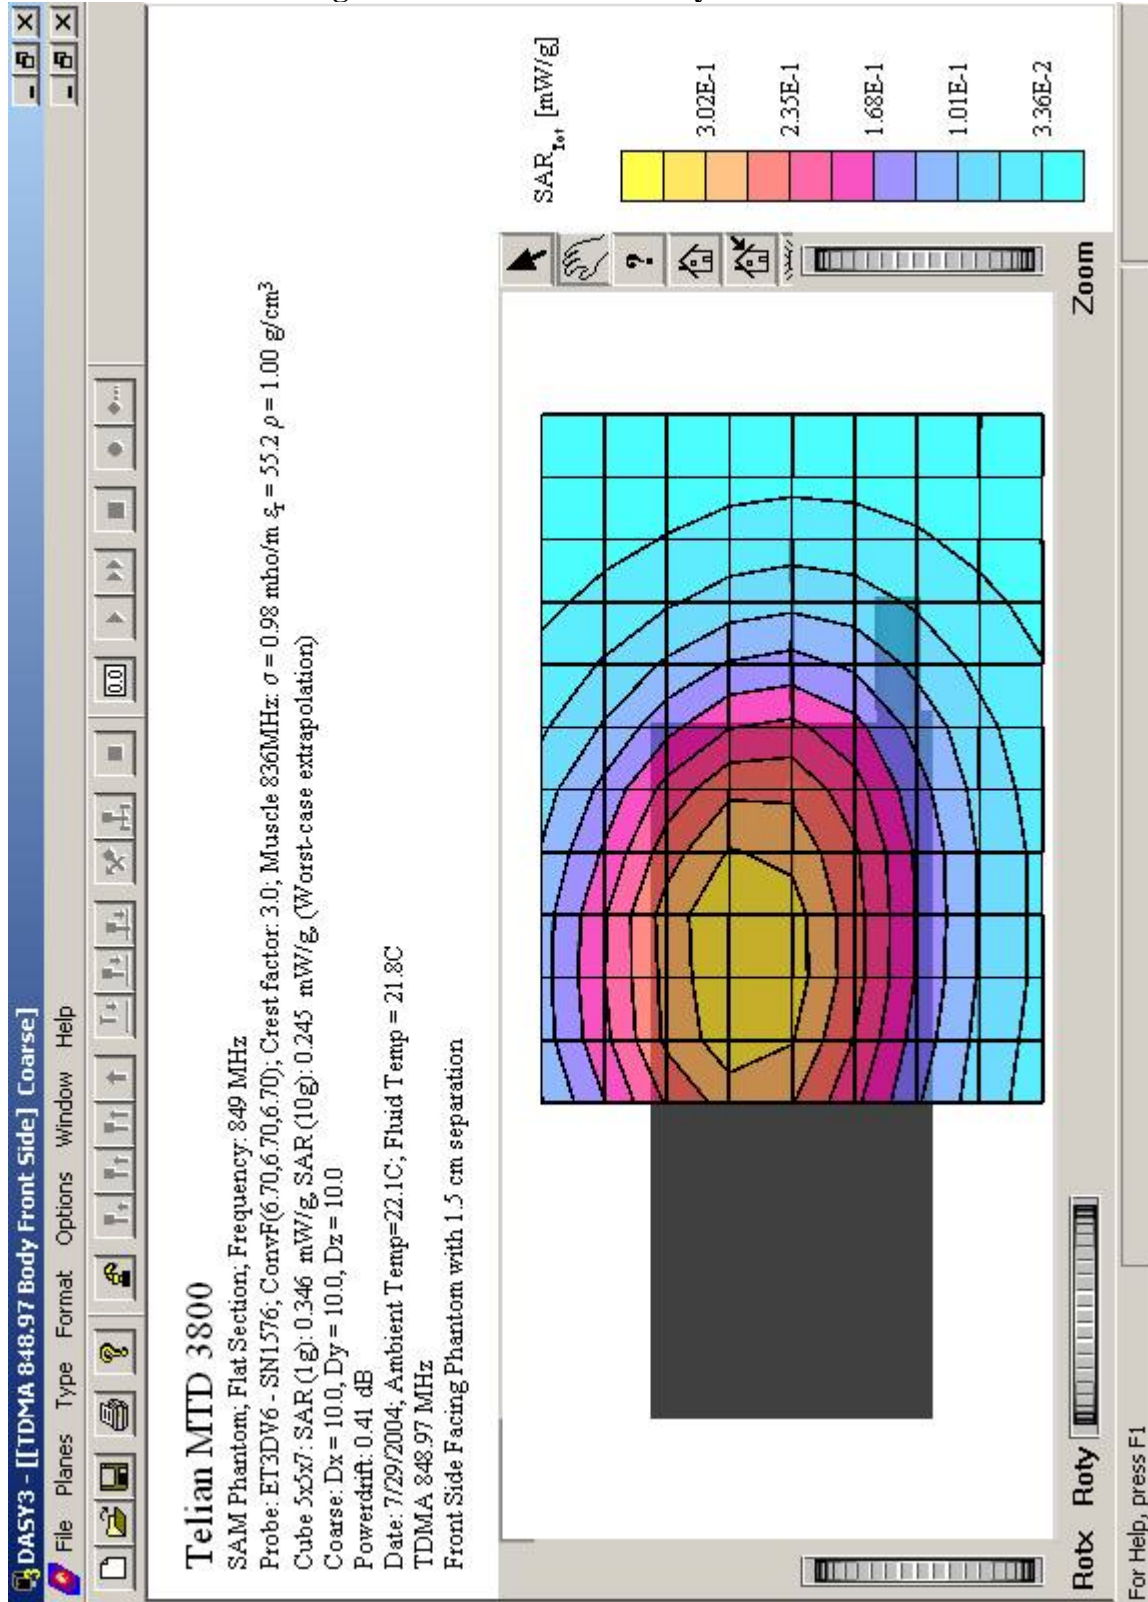 DASY3 - [[TDMA 848.97 Body Front Side] Coarse]
File Planes Type Format Options Window Help
0.0
Telian MTD 3800
SAM Phantom; Flat Section; Frequency: 849 MHz
Probe: ET3DV6 - SN1576; ConvF(6.70,6.70,6.70); Crest factor: 3.0; Muscle 836MHz: σ = 0.98 mho/m εr = 55.2 ρ = 1.00 g/cm³
Cube 5x5x7: SAR (1g): 0.346 mW/g, SAR (10g): 0.245 mW/g, (Worst-case extrapolation)
Coarse: Dx = 10.0, Dy = 10.0, Dz = 10.0
Powerdrift: 0.41 dB
Date: 7/29/2004; Ambient Temp=22.1C; Fluid Temp = 21.8C
TDMA 848.97 MHz
Front Side Facing Phantom with 1.5 cm separation
SAR Tot [mW/g]
3.02E-1
2.35E-1
1.68E-1
1.01E-1
3.36E-2
Rotx Roty Zoom
For Help, press F1